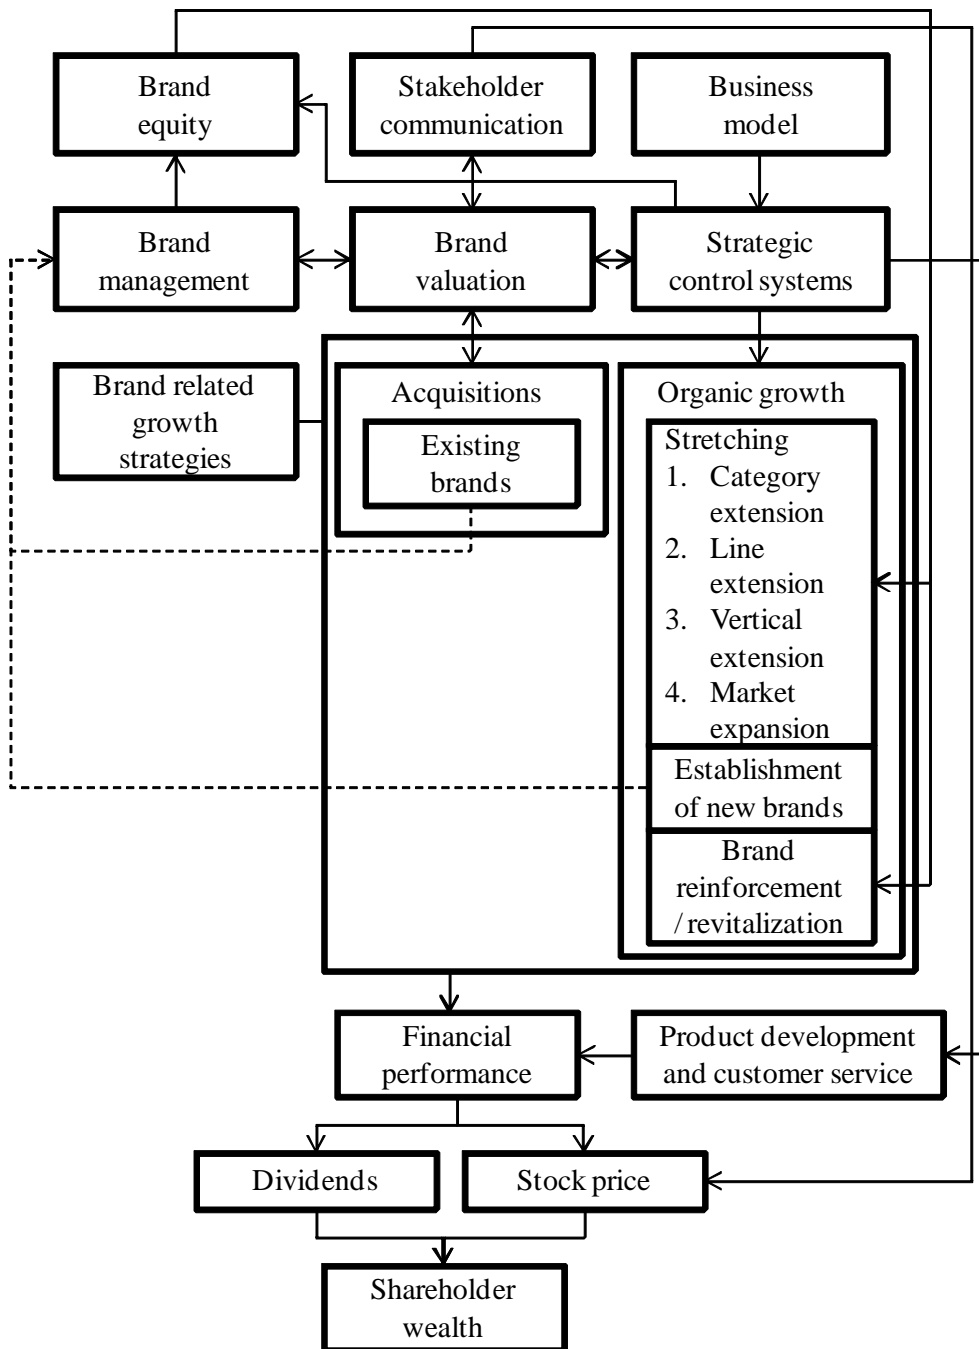 Brand
equity
Stakeholder
communication
Business
model
Brand
management
Brand
valuation
Strategic
control systems
Brand related
growth
strategies
Acquisitions
Existing
brands
Organic growth
Stretching
1. Category
extension
2. Line
extension
3. Vertical
extension
4. Market
expansion
Establishment
of new brands
Brand
reinforcement
/ revitalization
Financial
performance
Product development
and customer service
Dividends
Stock price
Shareholder
wealth